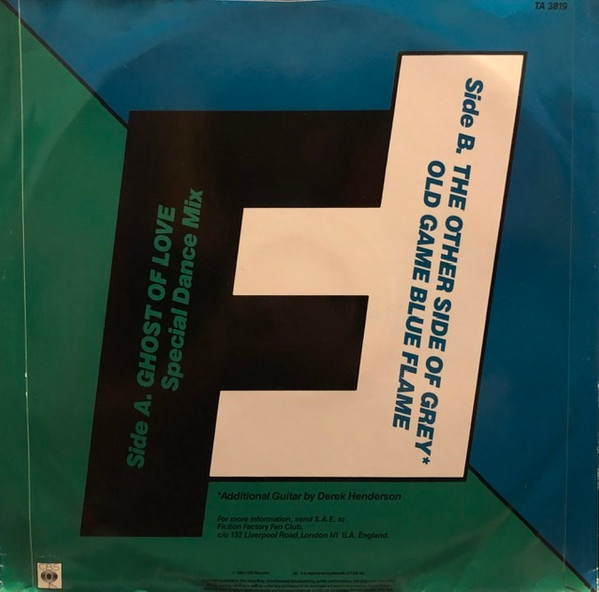 TA 3819
Side A. GHOST OF LOVE
Special Dance Mix
Side B. THE OTHER SIDE OF GREY*
OLD GAME BLUE FLAME
*Additional Guitar by Derek Henderson
For more information, send S.A.E. to
Fiction Factory Fan Club,
c/o 132 Liverpool Road, London N1 1LA, England.
CBS